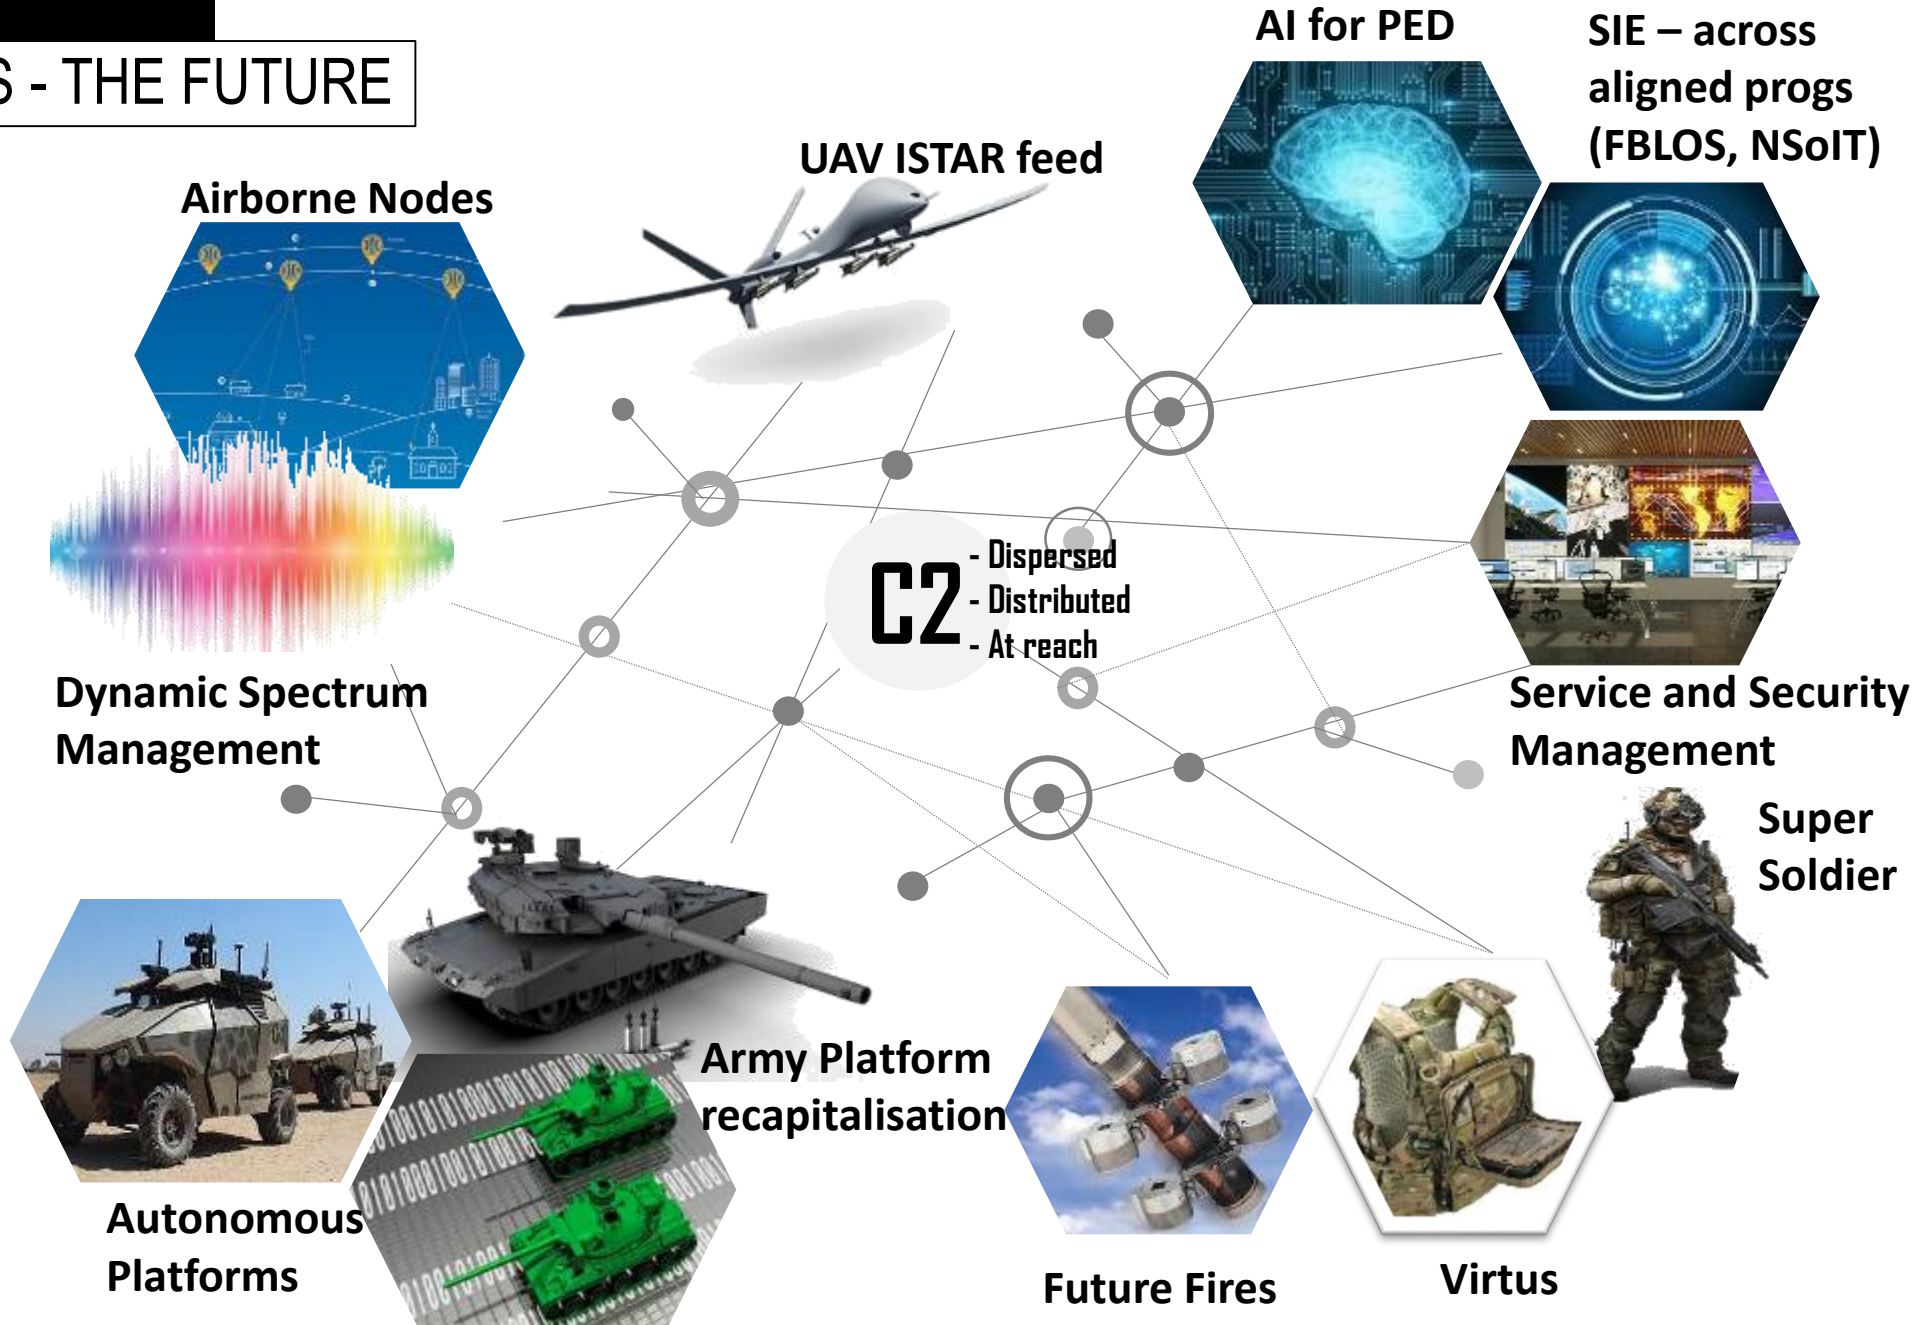 S - THE FUTURE
AI for PED
SIE – across
aligned progs
(FBLOS, NSoIT)
UAV ISTAR feed
Airborne Nodes
C2
- Dispersed
- Distributed
- At reach
Dynamic Spectrum
Management
Service and Security
Management
Super
Soldier
Army Platform
recapitalisation
Autonomous
Platforms
Future Fires
Virtus